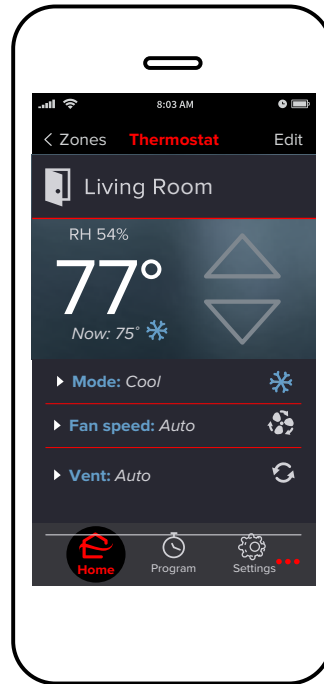 8:03 AM
< Zones Thermostat Edit
Living Room
RH 54%
77°
Now: 75°
Mode: Cool
Fan speed: Auto
Vent: Auto
Home Program Settings